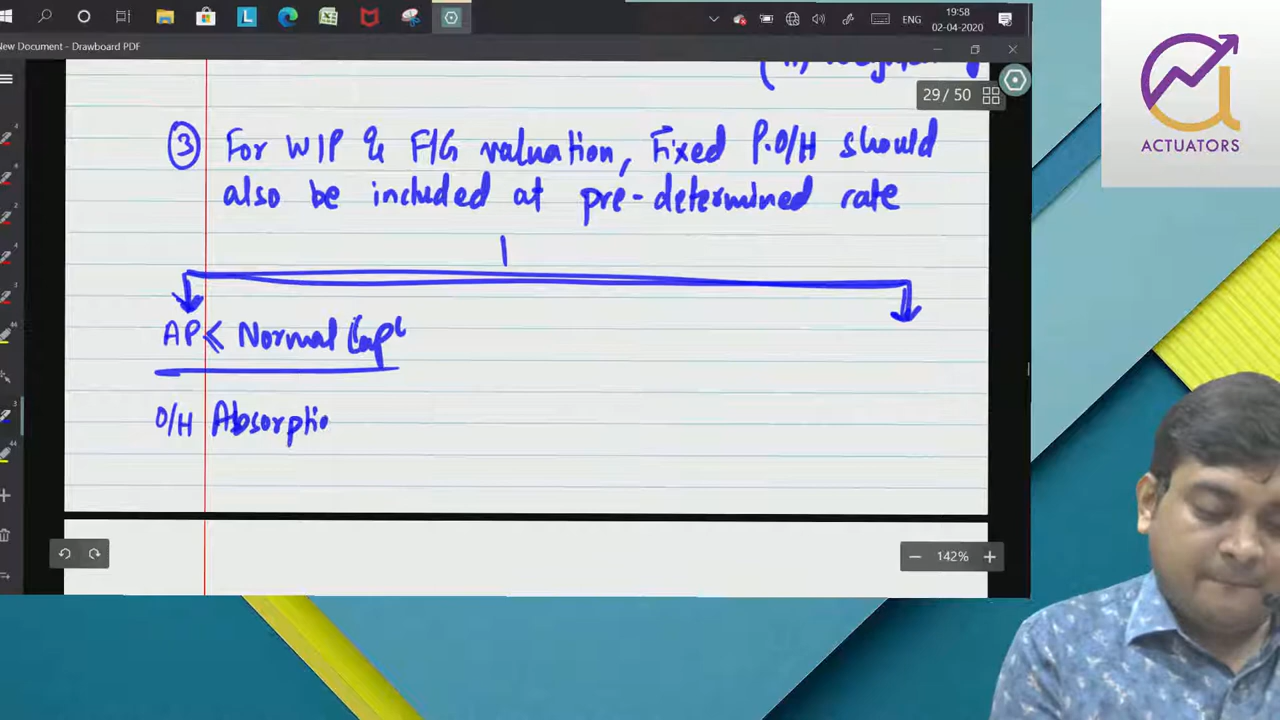 19:58
ENG
02-04-2020
New Document - Drawboard PDF
29 / 50
ACTUATORS
③ For WIP & F/G valuation, Fixed P.O/H should
also be included at pre-determined rate
AP < Normal Cap
O/H Absorptio
142%